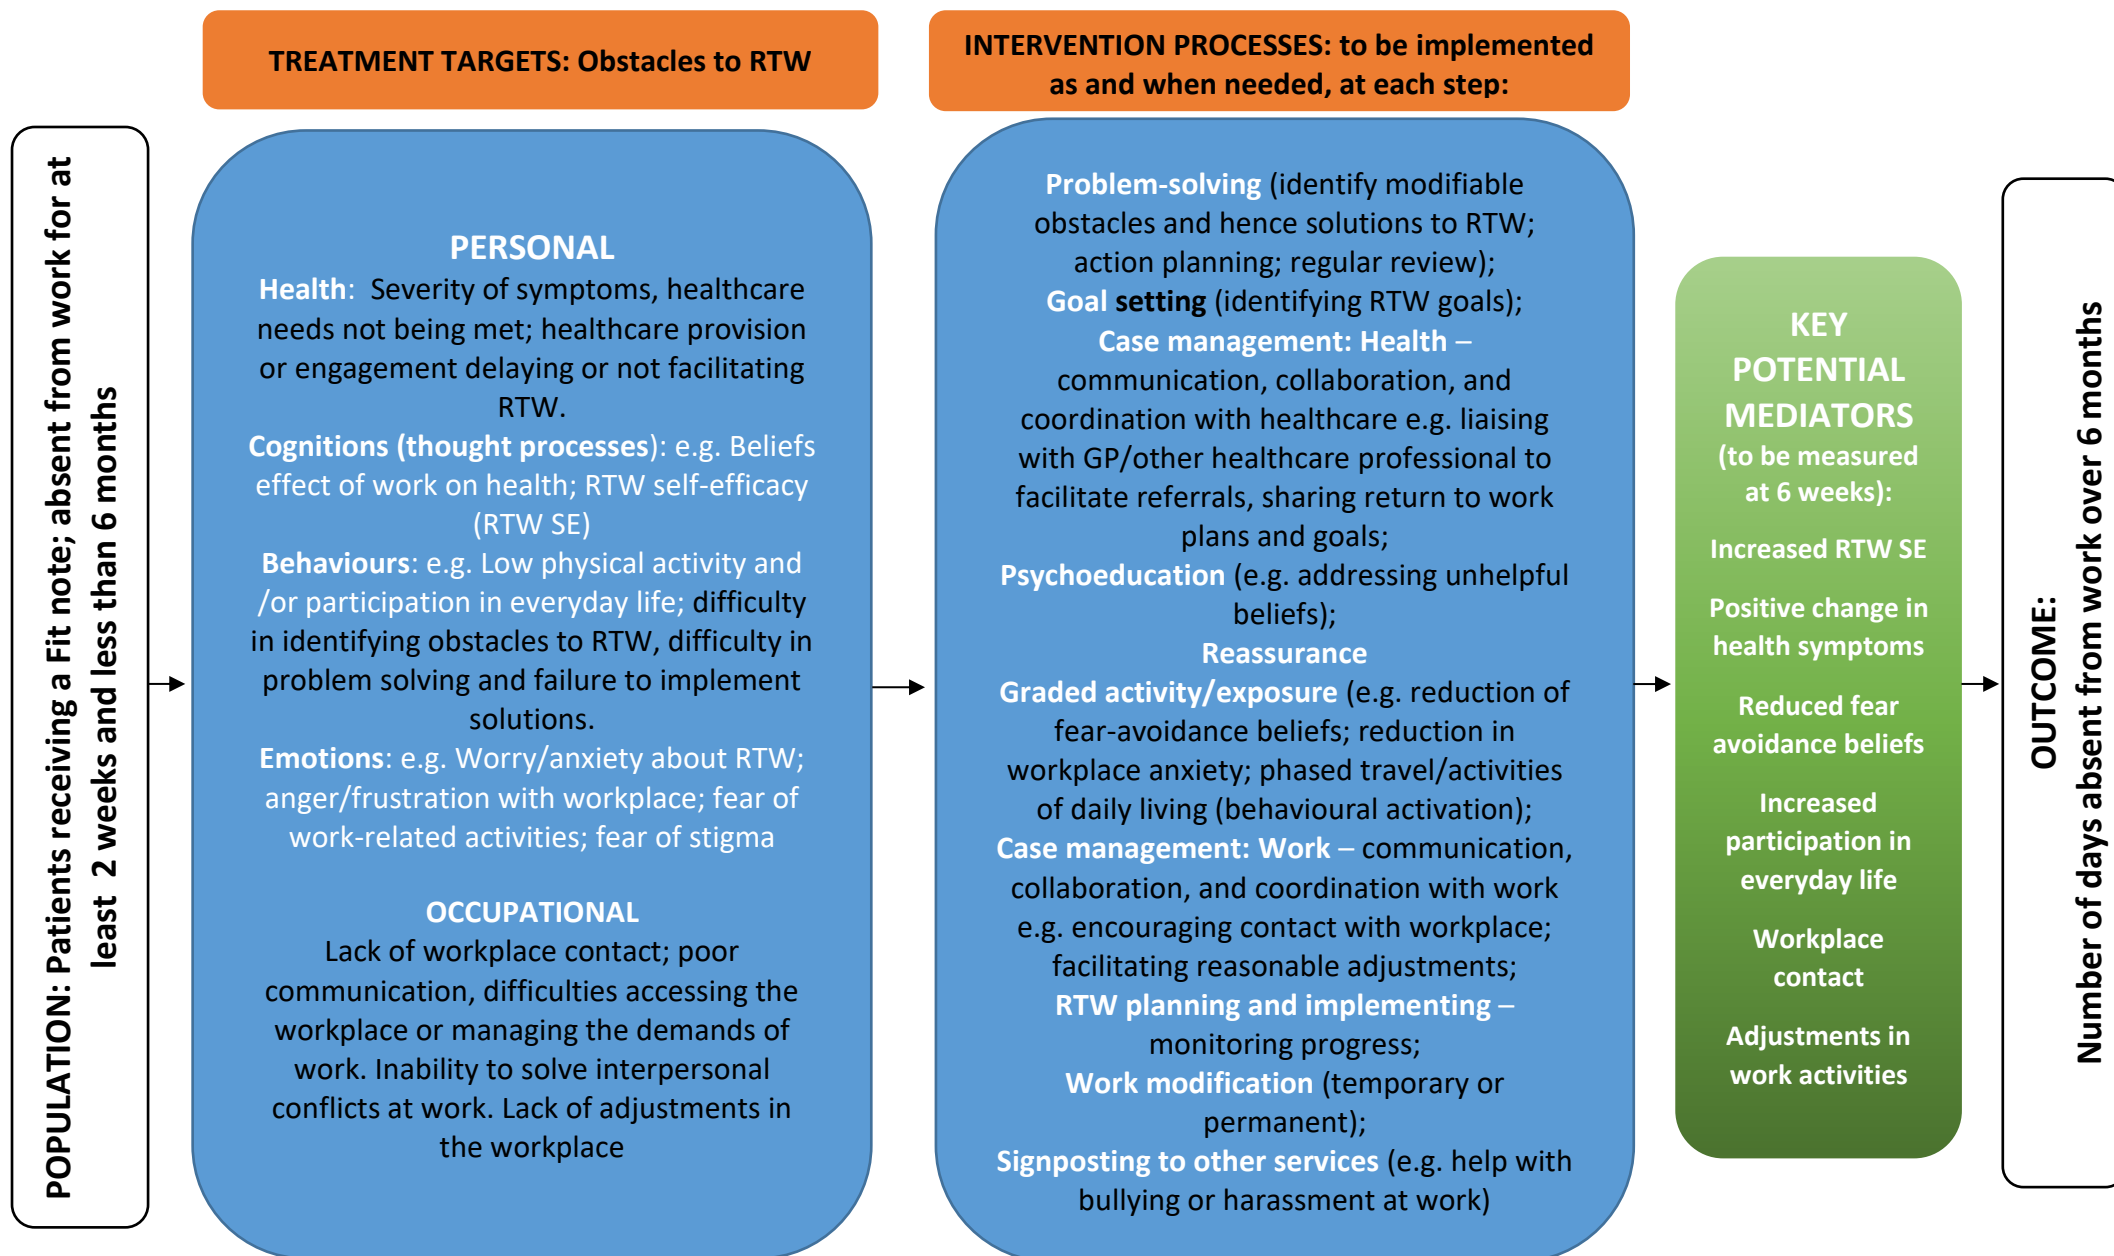 TREATMENT TARGETS: Obstacles to RTW
INTERVENTION PROCESSES: to be implemented
as and when needed, at each step:
POPULATION: Patients receiving a Fit note; absent from work for at
least  2 weeks and less than 6 months
PERSONAL
Health:  Severity of symptoms, healthcare
needs not being met; healthcare provision
or engagement delaying or not facilitating
RTW.
Cognitions (thought processes): e.g. Beliefs
effect of work on health; RTW self-efficacy
(RTW SE)
Behaviours: e.g. Low physical activity and
/or participation in everyday life; difficulty
in identifying obstacles to RTW, difficulty in
problem solving and failure to implement
solutions.
Emotions: e.g. Worry/anxiety about RTW;
anger/frustration with workplace; fear of
work-related activities; fear of stigma
OCCUPATIONAL
Lack of workplace contact; poor
communication, difficulties accessing the
workplace or managing the demands of
work. Inability to solve interpersonal
conflicts at work. Lack of adjustments in
the workplace
Problem-solving (identify modifiable
obstacles and hence solutions to RTW;
action planning; regular review);
Goal setting (identifying RTW goals);
Case management: Health –
communication, collaboration, and
coordination with healthcare e.g. liaising
with GP/other healthcare professional to
facilitate referrals, sharing return to work
plans and goals;
Psychoeducation (e.g. addressing unhelpful
beliefs);
Reassurance
Graded activity/exposure (e.g. reduction of
fear-avoidance beliefs; reduction in
workplace anxiety; phased travel/activities
of daily living (behavioural activation);
Case management: Work – communication,
collaboration, and coordination with work
e.g. encouraging contact with workplace;
facilitating reasonable adjustments;
RTW planning and implementing –
monitoring progress;
Work modification (temporary or
permanent);
Signposting to other services (e.g. help with
bullying or harassment at work)
KEY
POTENTIAL
MEDIATORS
(to be measured
at 6 weeks):
Increased RTW SE
Positive change in
health symptoms
Reduced fear
avoidance beliefs
Increased
participation in
everyday life
Workplace
contact
Adjustments in
work activities
OUTCOME:
Number of days absent from work over 6 months